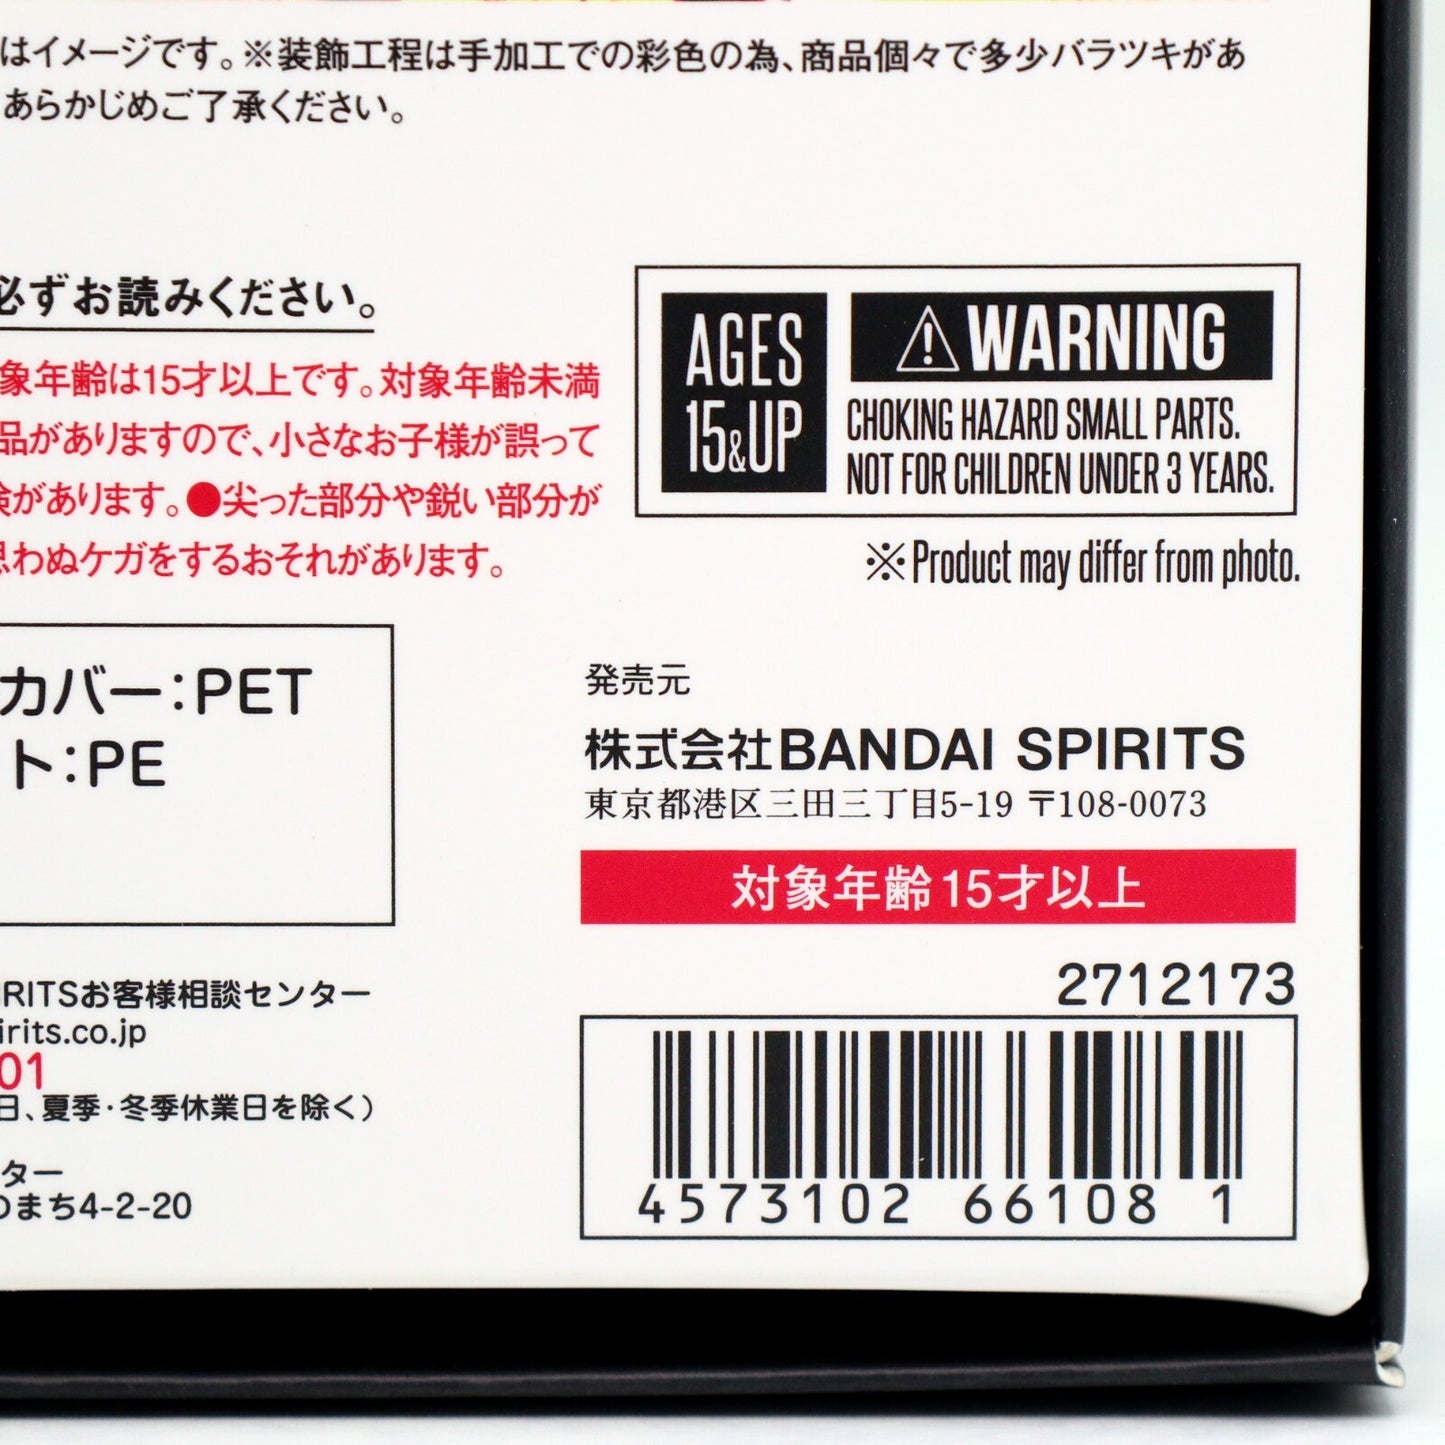 はイメージです。※装飾工程は手加工での彩色の為、商品個々で多少バラツキがあ
あらかじめご了承ください。
必ずお読みください。
象年齢は15才以上です。対象年齢未満
品がありますので、小さなお子様が誤って
険があります。●尖った部分や鋭い部分が
思わぬケガをするおそれがあります。
AGES
15&UP
⚠WARNING
CHOKING HAZARD SMALL PARTS.
NOT FOR CHILDREN UNDER 3 YEARS.
※Product may differ from photo.
カバー：PET
ト：PE
発売元
株式会社BANDAI SPIRITS
東京都港区三田三丁目5-19 〒108-0073
対象年齢15才以上
2712173
4573102 66108 1
IRITSお客様相談センター
irits.co.jp
01
日、夏季・冬季休業日を除く）
ター
のまち4-2-20